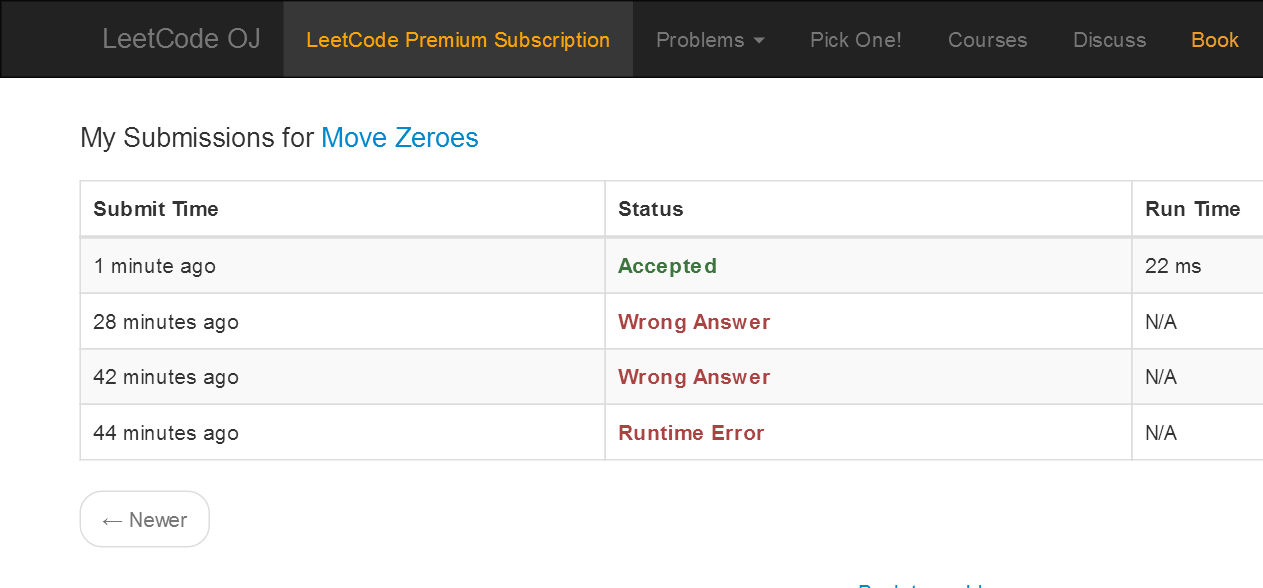 LeetCode OJ LeetCode Premium Subscription Problems Pick One! Courses Discuss Book
My Submissions for Move Zeroes
Submit Time Status Run Time
1 minute ago Accepted 22 ms
28 minutes ago Wrong Answer N/A
42 minutes ago Wrong Answer N/A
44 minutes ago Runtime Error N/A
← Newer